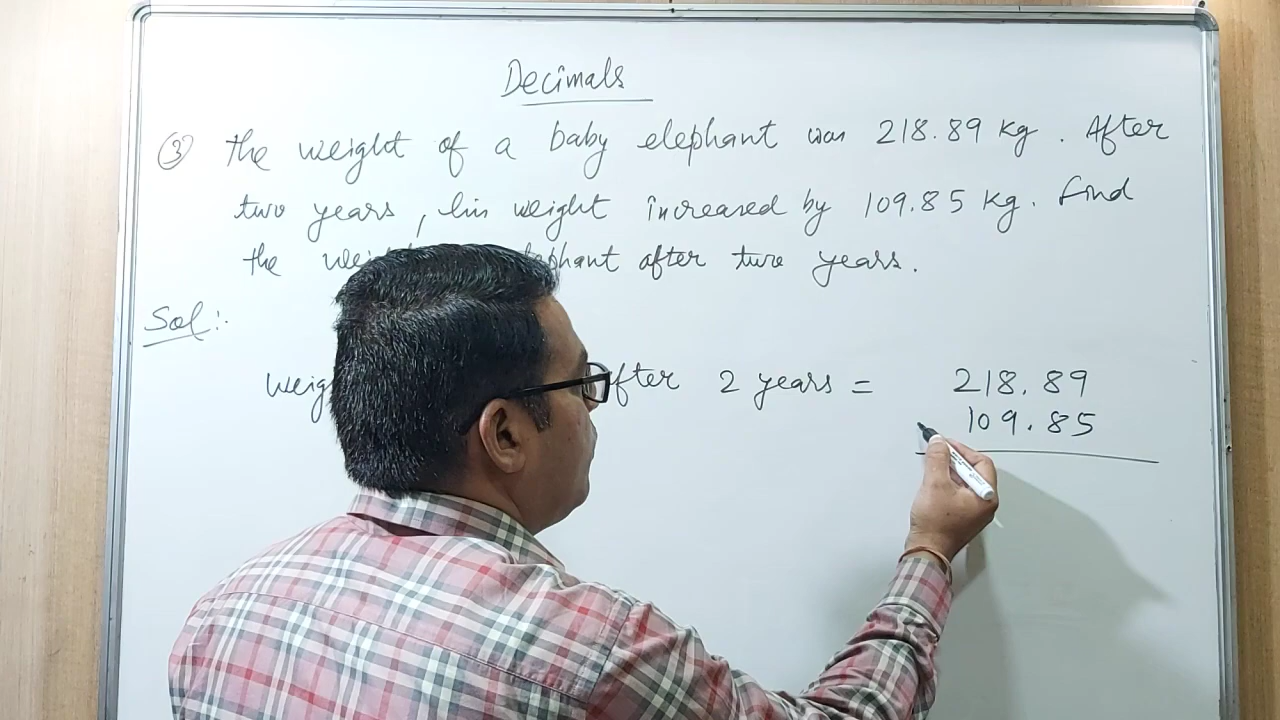 Decimals
③ The weight of a baby elephant was 218.89 kg. After
two years, his weight increased by 109.85 kg. Find
the elephant after two years.
Sol:-
after 2 years = 218.89
109.85